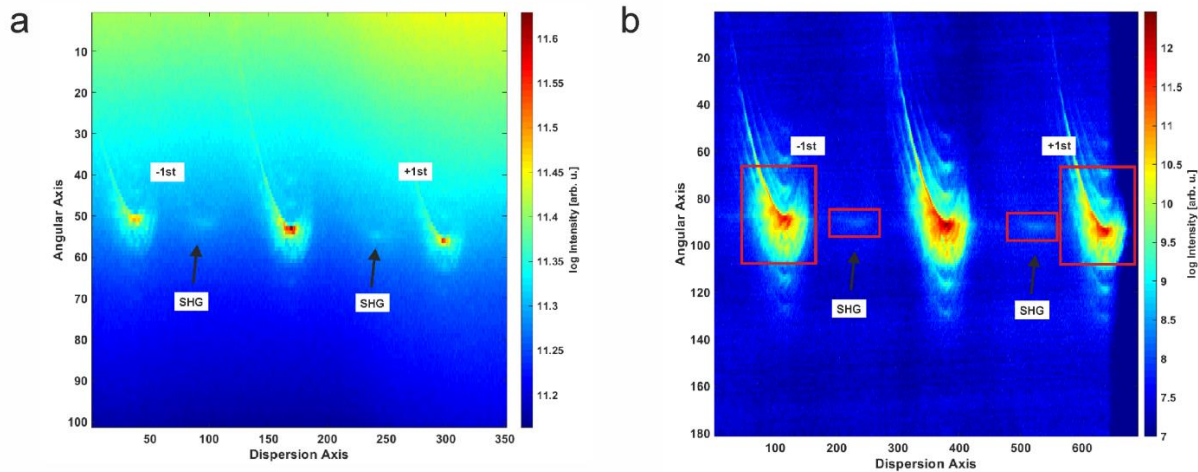 a
10
20
30
40
50
60
70
80
90
100
Angular Axis
50 100 150 200 250 300 350
Dispersion Axis
-1st
+1st
SHG
SHG
11.6
11.55
11.5
11.45
11.4
11.35
11.3
11.25
11.2
log Intensity [arb. u.]
b
20
40
60
80
100
120
140
160
180
Angular Axis
100 200 300 400 500 600
Dispersion Axis
-1st
+1st
SHG
SHG
12
11.5
11
10.5
10
9.5
9
8.5
8
7.5
7
log Intensity [arb. u.]